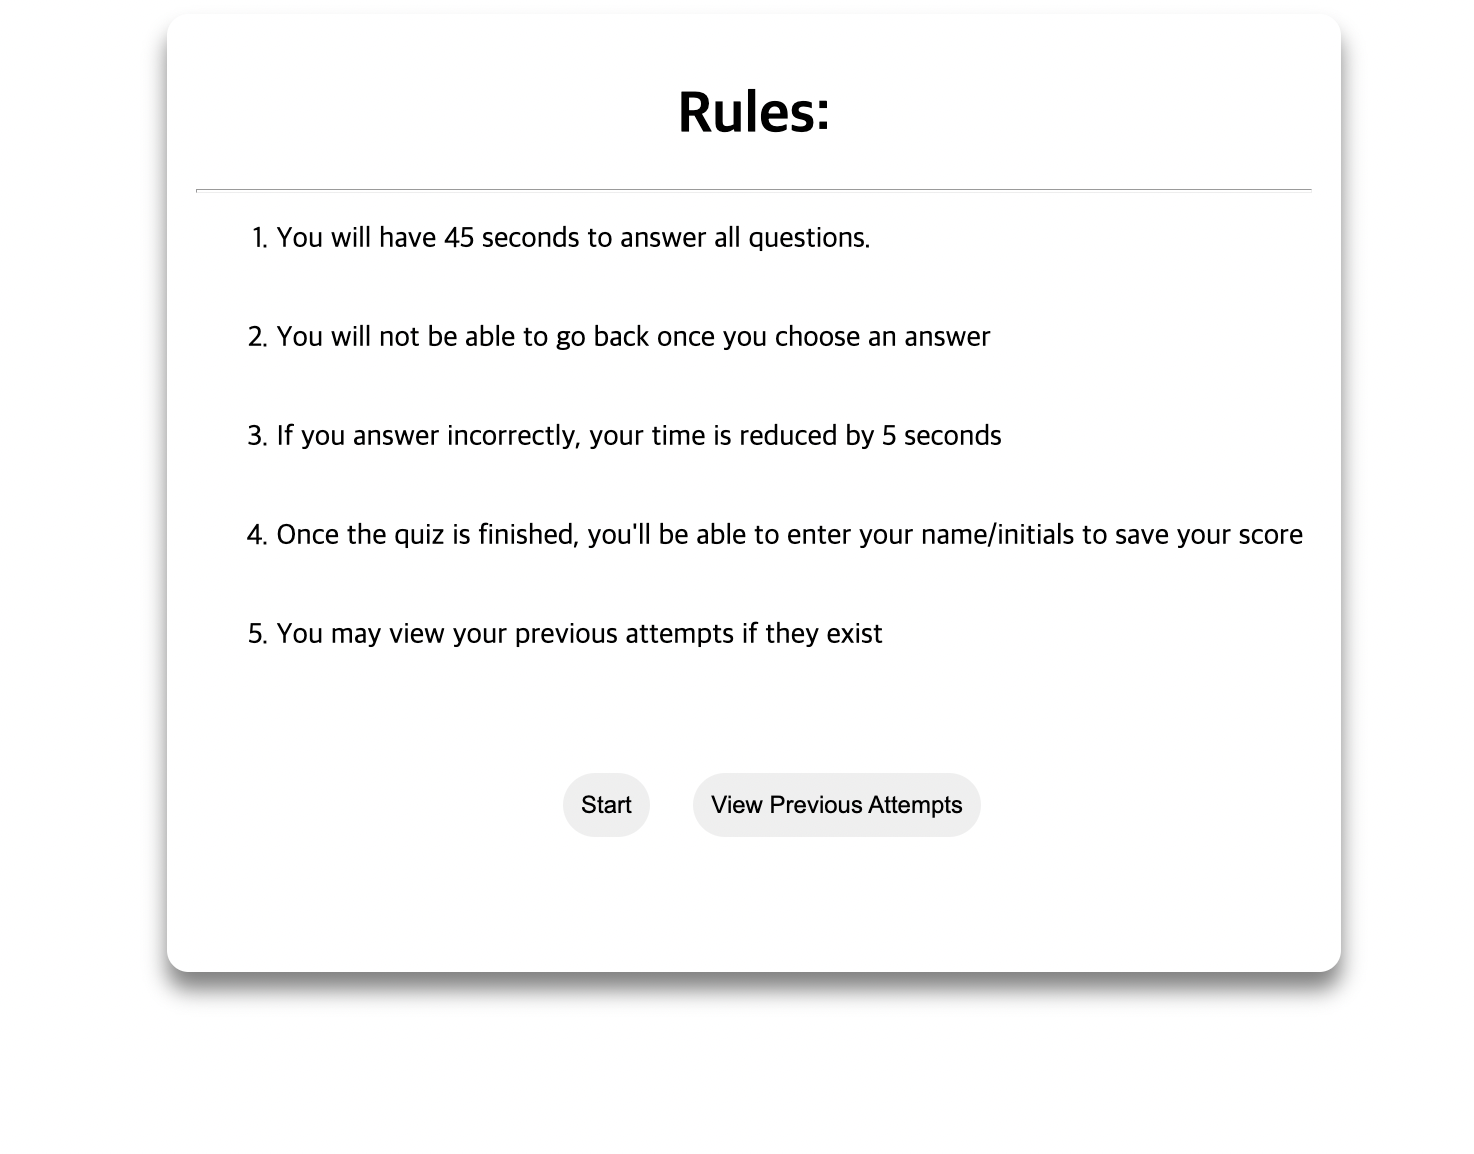 Rules:
1. You will have 45 seconds to answer all questions.
2. You will not be able to go back once you choose an answer
3. If you answer incorrectly, your time is reduced by 5 seconds
4. Once the quiz is finished, you'll be able to enter your name/initials to save your score
5. You may view your previous attempts if they exist
Start
View Previous Attempts